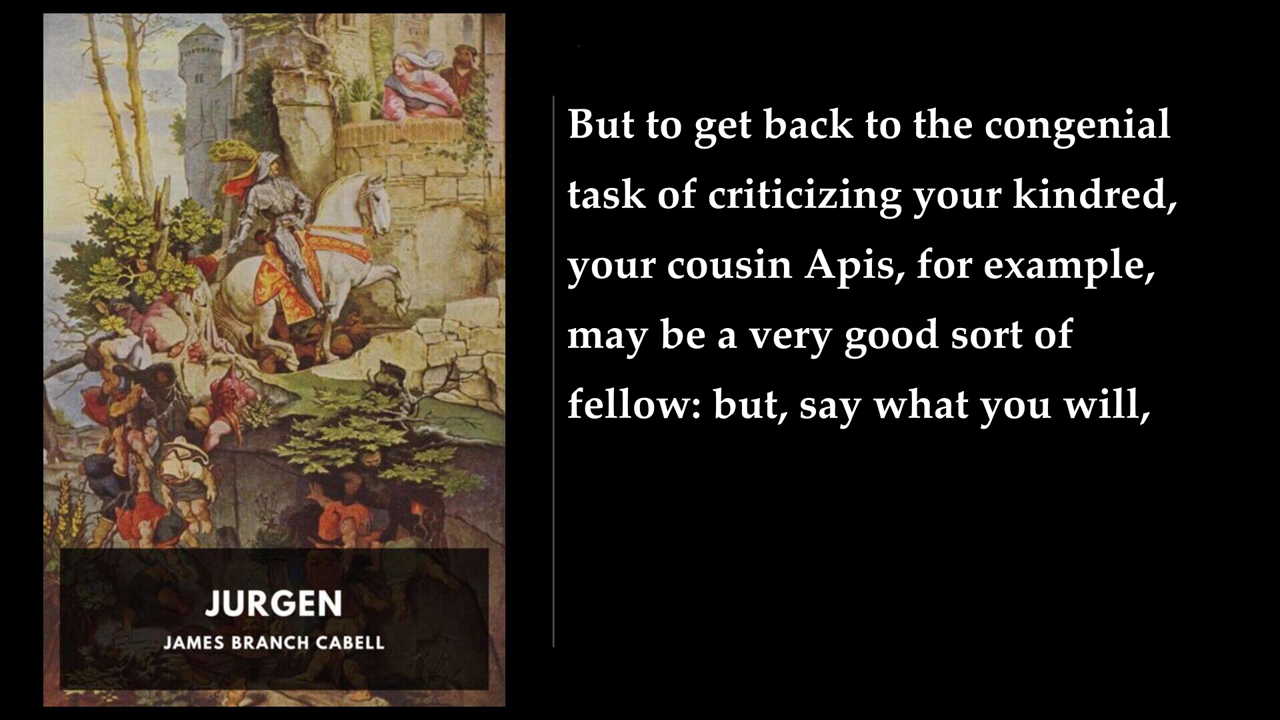 But to get back to the congenial
task of criticizing your kindred,
your cousin Apis, for example,
may be a very good sort of
fellow: but, say what you will,
JURGEN
JAMES BRANCH CABELL